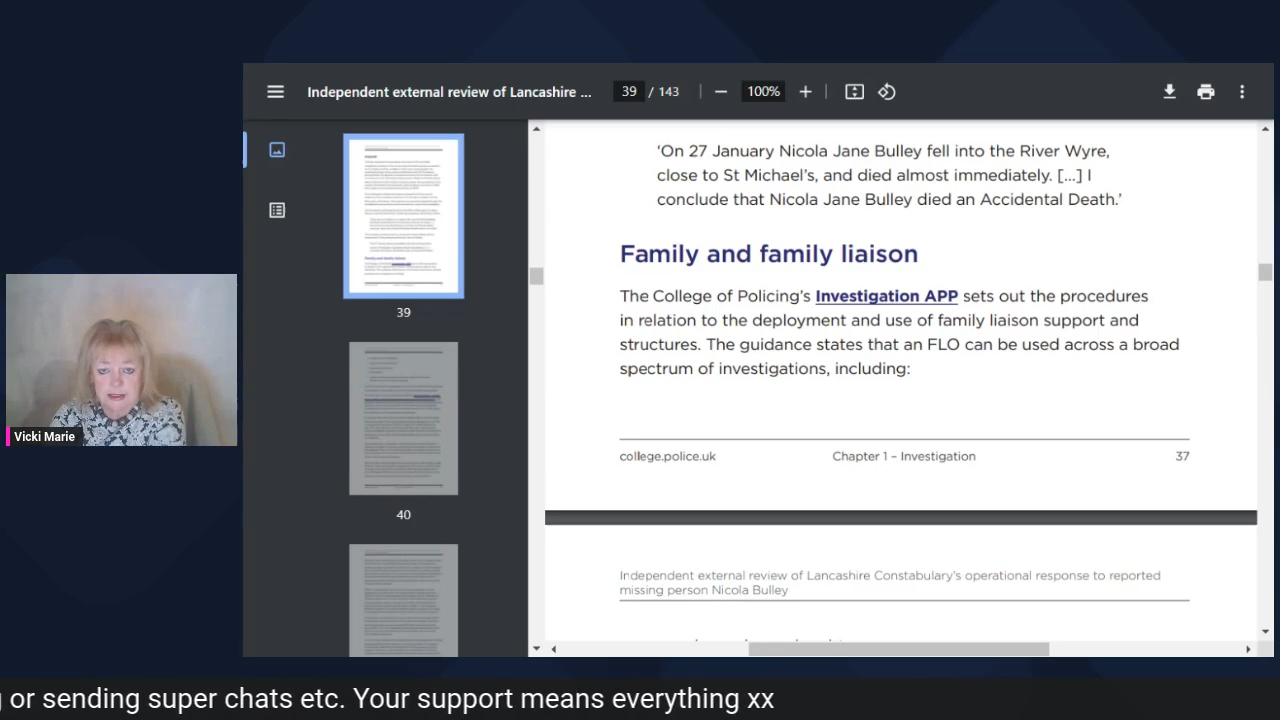 Independent external review of Lancashire ...
39 / 143
100%
39
40
‘On 27 January Nicola Jane Bulley fell into the River Wyre,
close to St Michael’s, and died almost immediately. [...] I
conclude that Nicola Jane Bulley died an Accidental Death.’
Family and family liaison
The College of Policing’s Investigation APP sets out the procedures
in relation to the deployment and use of family liaison support and
structures. The guidance states that an FLO can be used across a broad
spectrum of investigations, including:
college.police.uk Chapter 1 – Investigation 37
Independent external review of Lancashire Constabulary’s operational response to reported
missing person Nicola Bulley
Vicki Marie
or sending super chats etc. Your support means everything xx